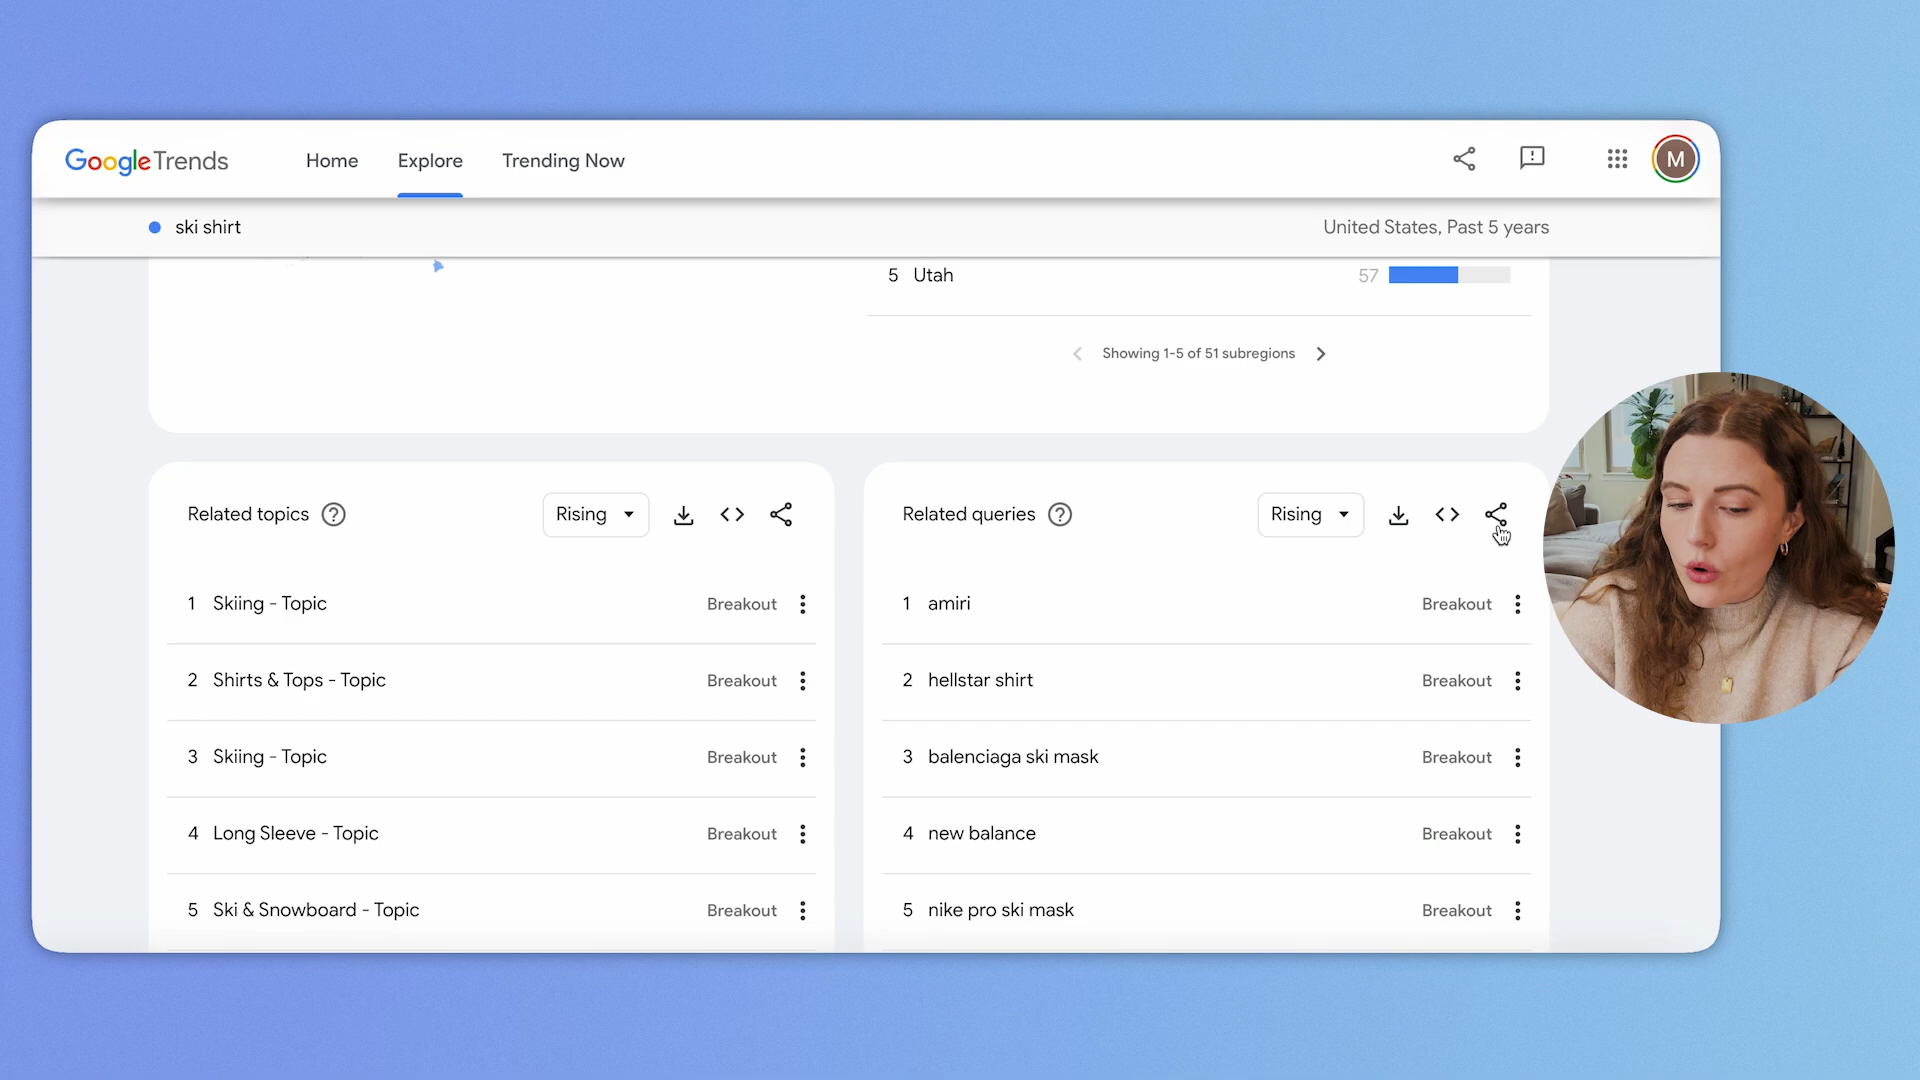 Google Trends
Home
Explore
Trending Now
M
ski shirt
United States, Past 5 years
5 Utah 57
Showing 1-5 of 51 subregions
Related topics
Rising
1 Skiing - Topic Breakout
2 Shirts & Tops - Topic Breakout
3 Skiing - Topic Breakout
4 Long Sleeve - Topic Breakout
5 Ski & Snowboard - Topic Breakout
Related queries
Rising
1 amiri Breakout
2 hellstar shirt Breakout
3 balenciaga ski mask Breakout
4 new balance Breakout
5 nike pro ski mask Breakout